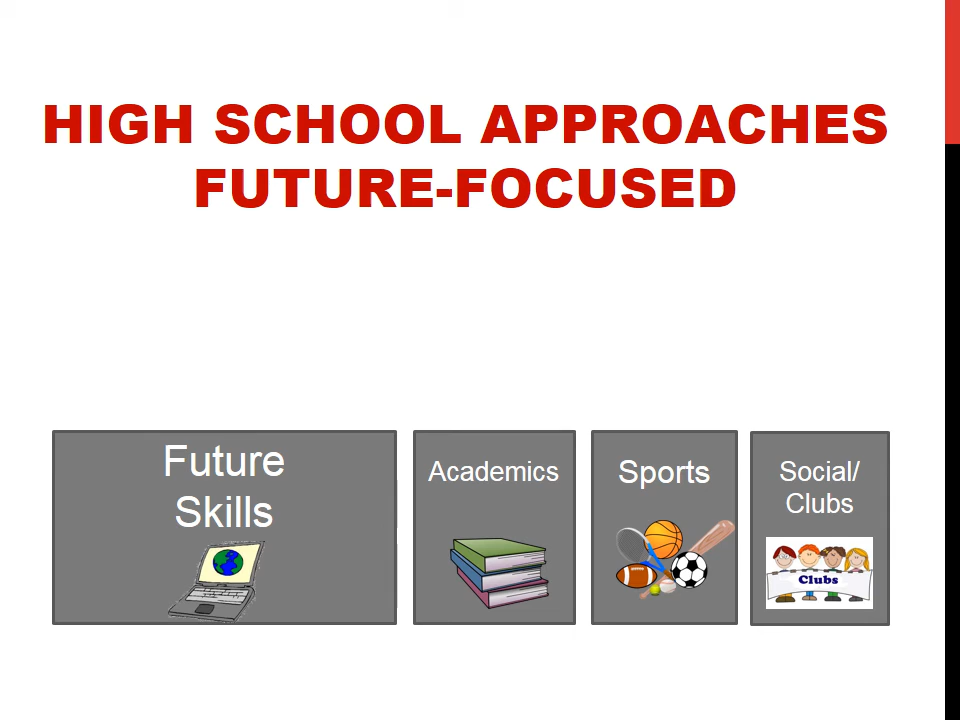 HIGH SCHOOL APPROACHES
FUTURE-FOCUSED
Future
Skills
Academics
Sports
Social/
Clubs
Clubs